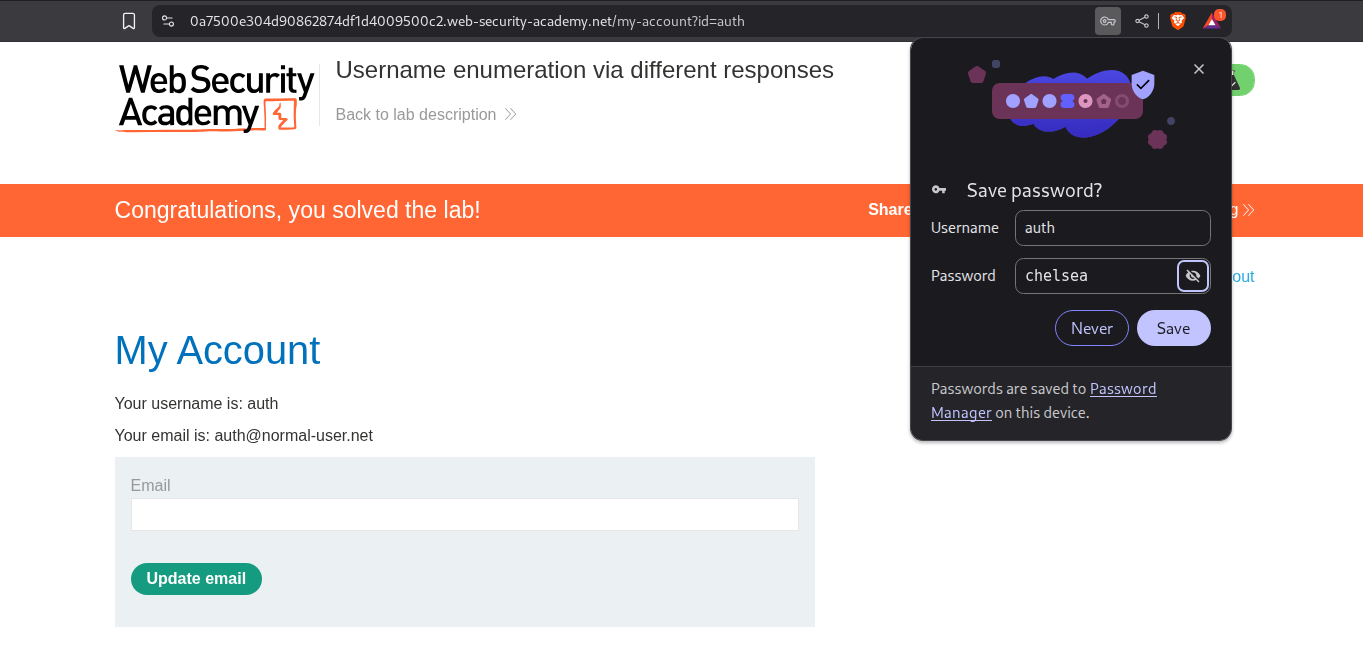 0a7500e304d90862874df1d4009500c2.web-security-academy.net/my-account?id=auth
1
Web Security
Academy
Username enumeration via different responses
Back to lab description
Congratulations, you solved the lab!
Share
g
out
My Account
Your username is: auth
Your email is: auth@normal-user.net
Email
Update email
Save password?
Username
auth
Password
chelsea
Never
Save
Passwords are saved to Password
Manager on this device.